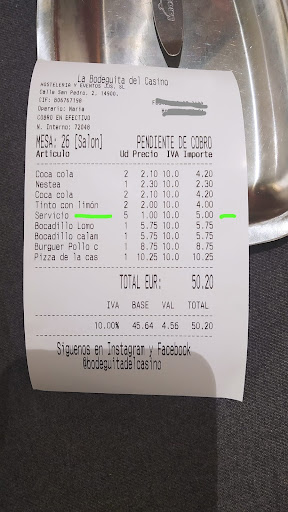 La Bodeguita del Casino
HOSTELERIA Y EVENTOS JCG, SL
Calle San Pedro, 2, 14900,
CIF: B06767198
Operario: Maria
COBRO EN EFECTIVO
N. Interno: 72048
MESA: 26 [Salon] PENDIENTE DE COBRO
Articulo Ud Precio IVA Importe
Coca cola 2 2.10 10.0 4.20
Nestea 1 2.30 10.0 2.30
Coca cola 2 2.10 10.0 4.20
Tinto con limón 2 2.00 10.0 4.00
Servicio 5 1.00 10.0 5.00
Bocadillo Lomo 1 5.75 10.0 5.75
Bocadillo calam 1 5.75 10.0 5.75
Burguer Pollo c 1 8.75 10.0 8.75
Pizza de la cas 1 10.25 10.0 10.25
TOTAL EUR: 50.20
IVA BASE VAL TOTAL
10.00% 45.64 4.56 50.20
Síguenos en Instagram y Facebook
@bodeguitadelcasino